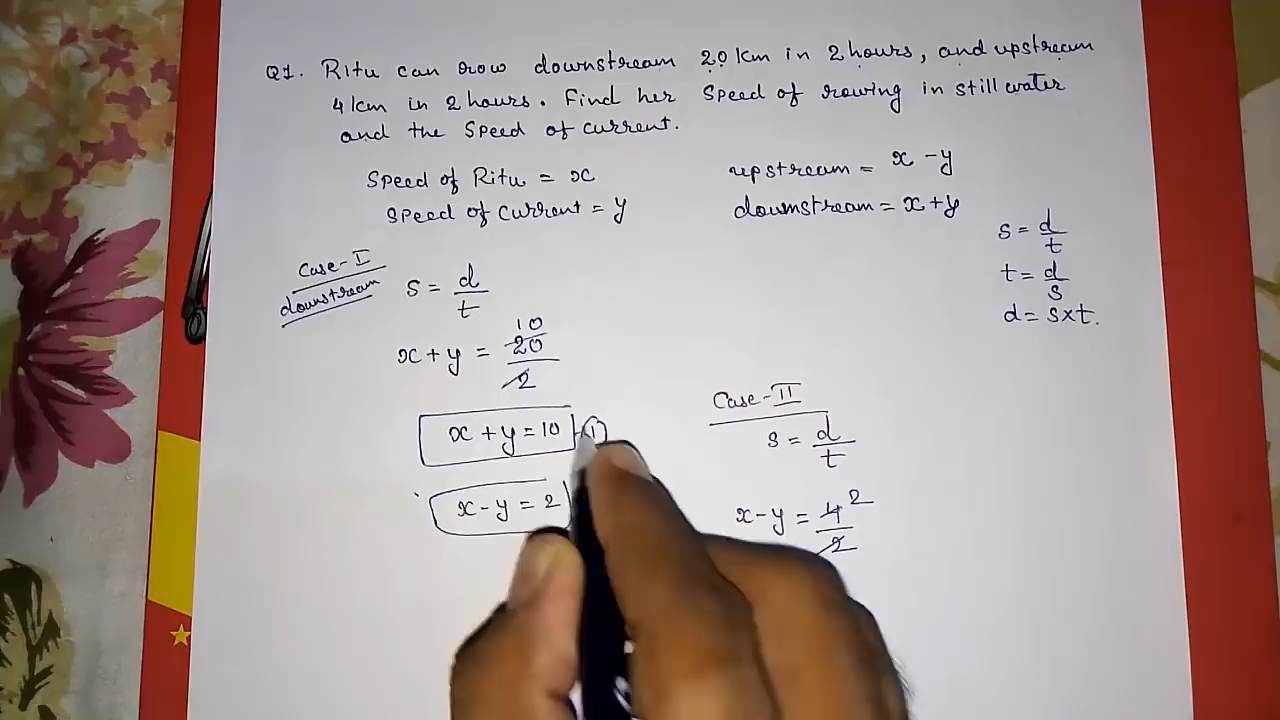 Q1. Ritu can row downstream 20 km in 2 hours, and upstream
4 km in 2 hours. Find her Speed of rowing in still water
and the Speed of current.
Speed of Ritu = x
Speed of Current = y
upstream = x - y
downstream = x + y
s = d/t
t = d/s
d = s × t.
Case-I
downstream
s = d/t
x + y = 20/2 10
x + y = 10 - ①
x - y = 2
Case-II
s = d/t
x - y = 4/2 2